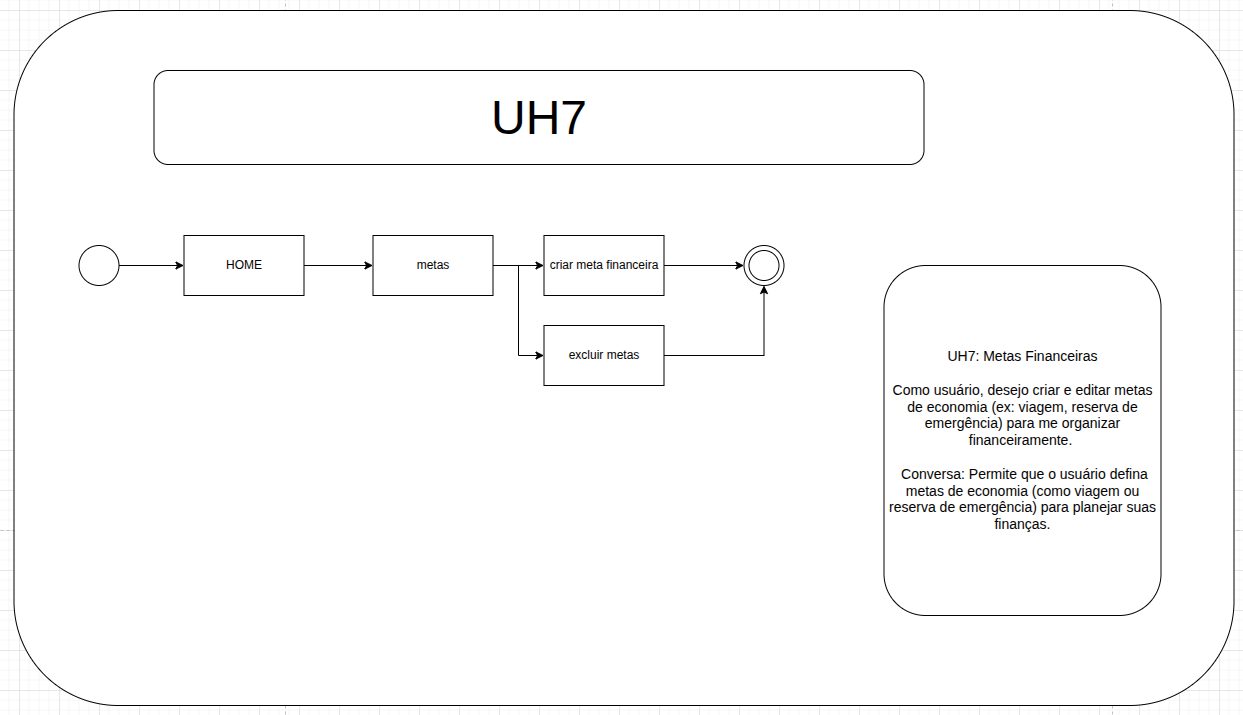 UH7
HOME
metas
criar meta financeira
excluir metas
UH7: Metas Financeiras
Como usuário, desejo criar e editar metas
de economia (ex: viagem, reserva de
emergência) para me organizar
financeiramente.
Conversa: Permite que o usuário defina
metas de economia (como viagem ou
reserva de emergência) para planejar suas
finanças.